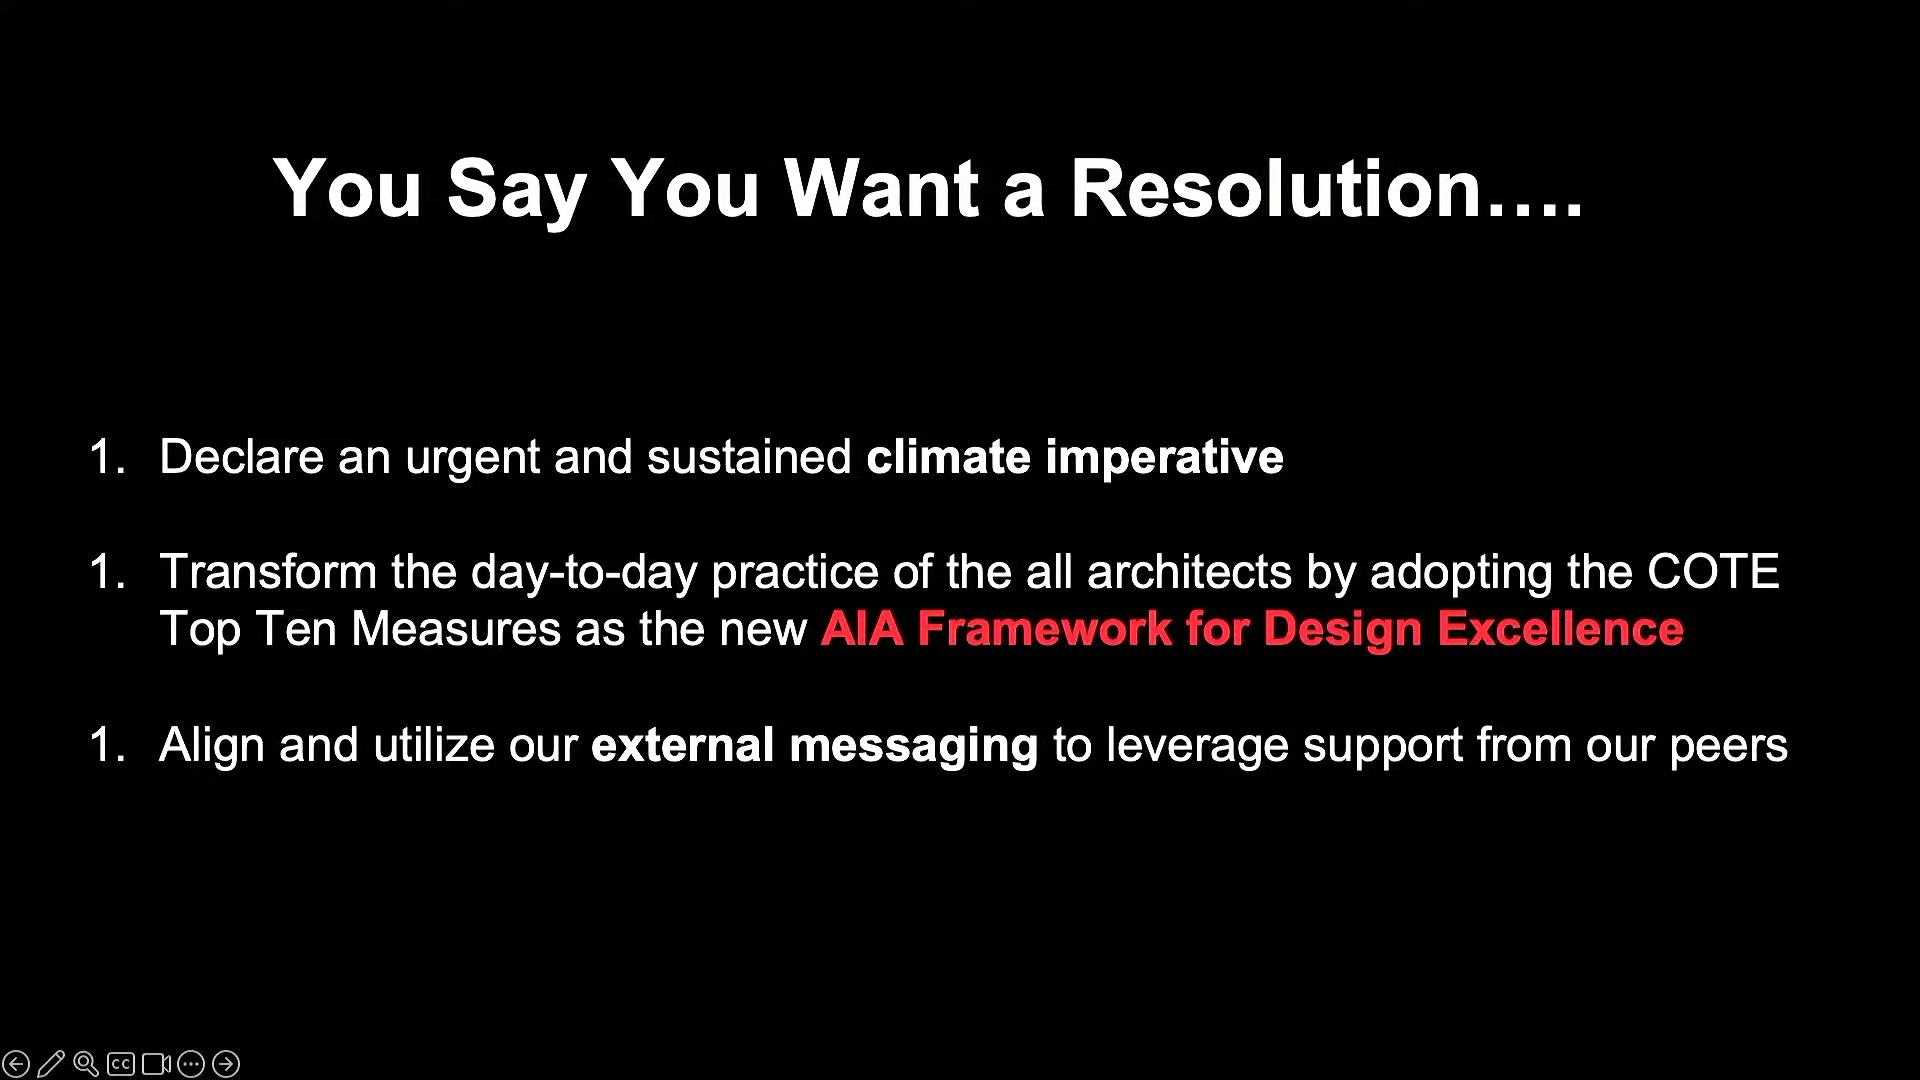 You Say You Want a Resolution....
1. Declare an urgent and sustained climate imperative
1. Transform the day-to-day practice of the all architects by adopting the COTE
Top Ten Measures as the new AIA Framework for Design Excellence
1. Align and utilize our external messaging to leverage support from our peers
CC